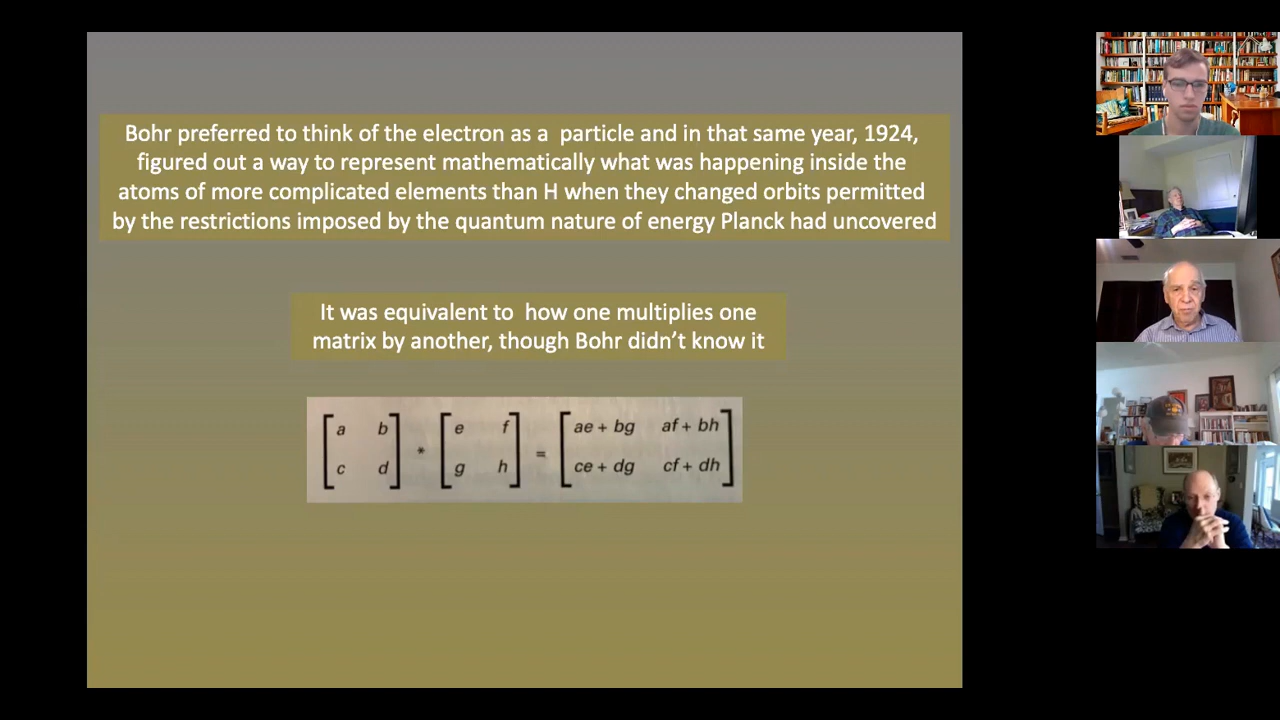 Bohr preferred to think of the electron as a particle and in that same year, 1924,
figured out a way to represent mathematically what was happening inside the
atoms of more complicated elements than H when they changed orbits permitted
by the restrictions imposed by the quantum nature of energy Planck had uncovered
It was equivalent to how one multiplies one
matrix by another, though Bohr didn't know it
a b e f ae + bg af + bh
* =
c d g h ce + dg cf + dh